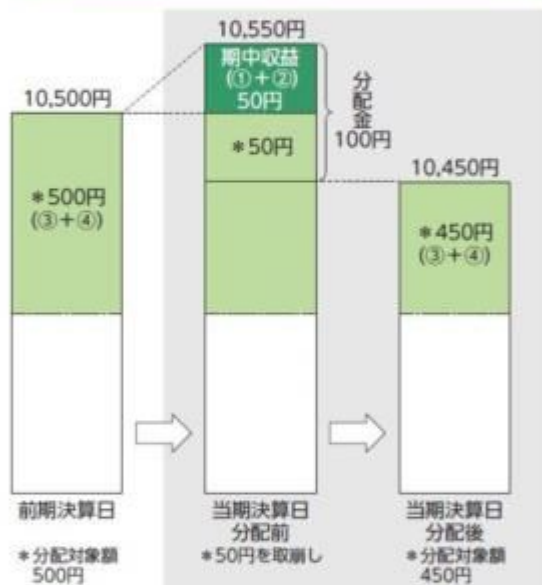 10,550円
期中収益
(①+②)
50円
分配金
100円
10,500円
*50円
10,450円
*500円
(③+④)
*450円
(③+④)
前期決算日
当期決算日
分配前
当期決算日
分配後
*分配対象額
500円
*50円を取崩し
*分配対象額
450円